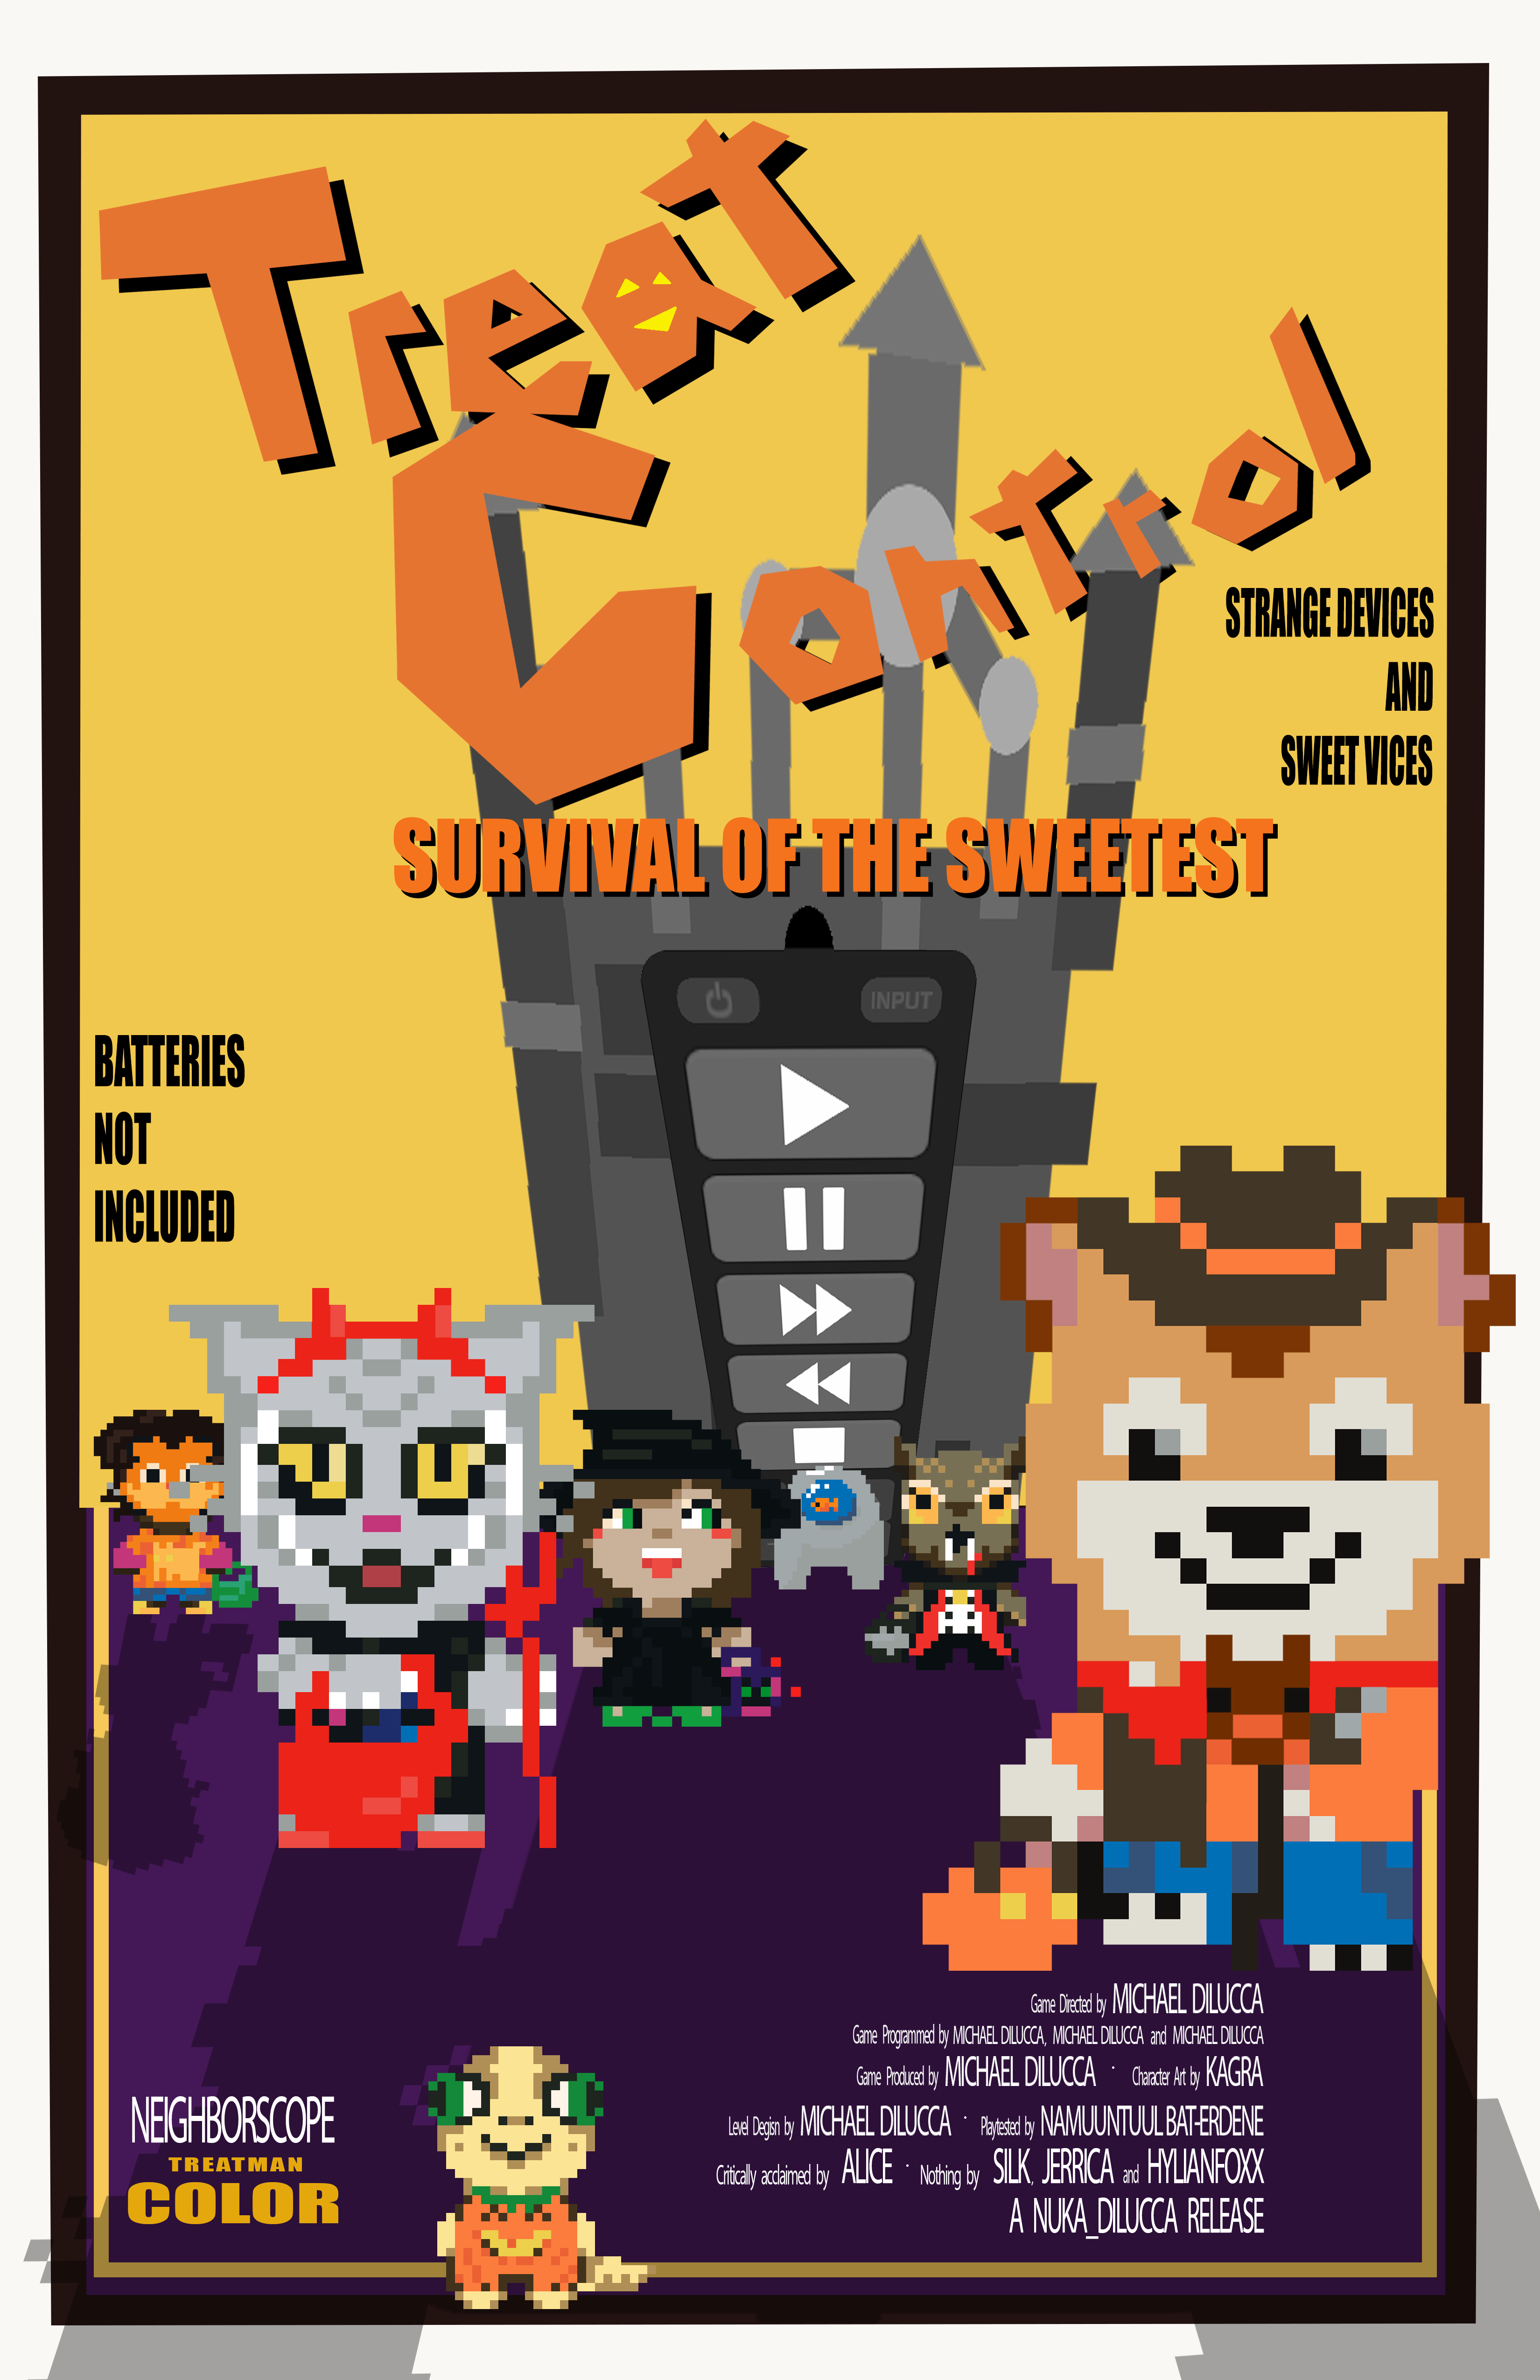 Treat
Control
STRANGE DEVICES
AND
SWEET VICES
SURVIVAL OF THE SWEETEST
INPUT
BATTERIES
NOT
INCLUDED
Game Directed by MICHAEL DILUCCA
Game Programmed by MICHAEL DILUCCA, MICHAEL DILUCCA and MICHAEL DILUCCA
Game Produced by MICHAEL DILUCCA · Character Art by KAGRA
Level Degisn by MICHAEL DILUCCA · Playtested by NAMUUNTUUL BAT-ERDENE
Critically acclaimed by ALICE · Nothing by SILK, JERRICA and HYLIANFOXX
A NUKA_DILUCCA RELEASE
NEIGHBORSCOPE
TREATMAN
COLOR